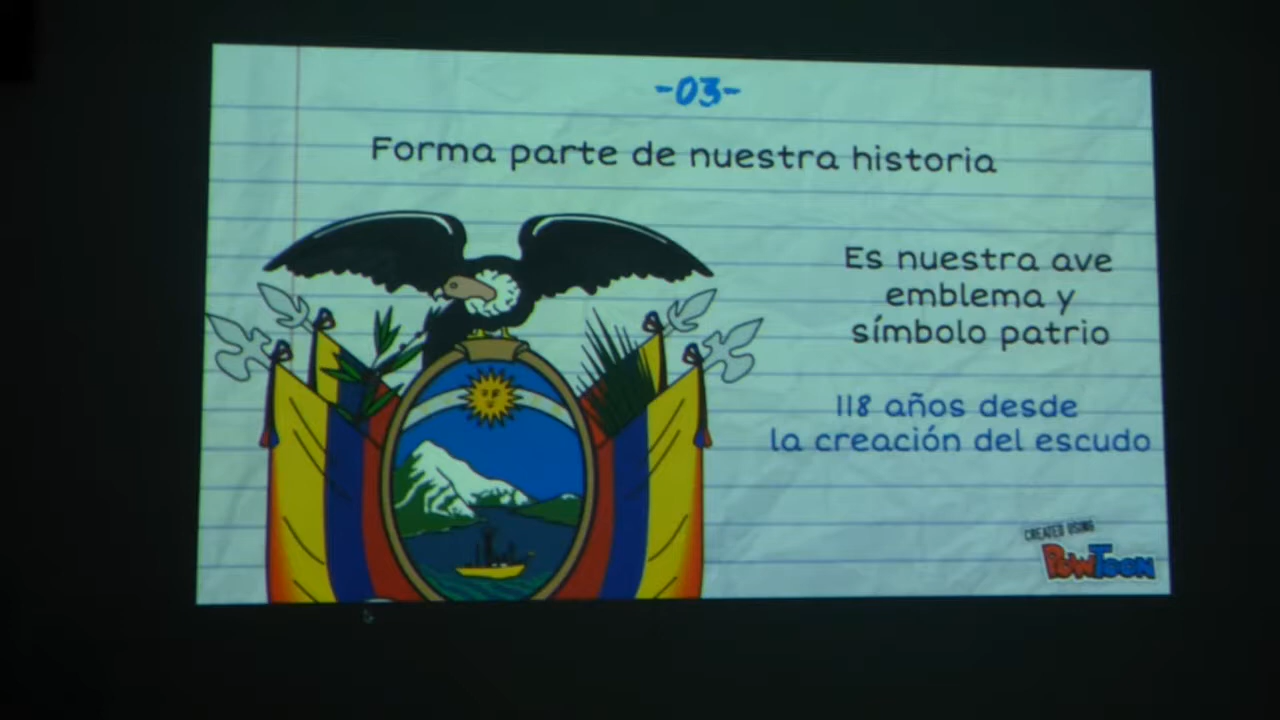 -03-
Forma parte de nuestra historia
Es nuestra ave
emblema y
símbolo patrio
118 años desde
la creación del escudo
CREATED USING
POWTOON